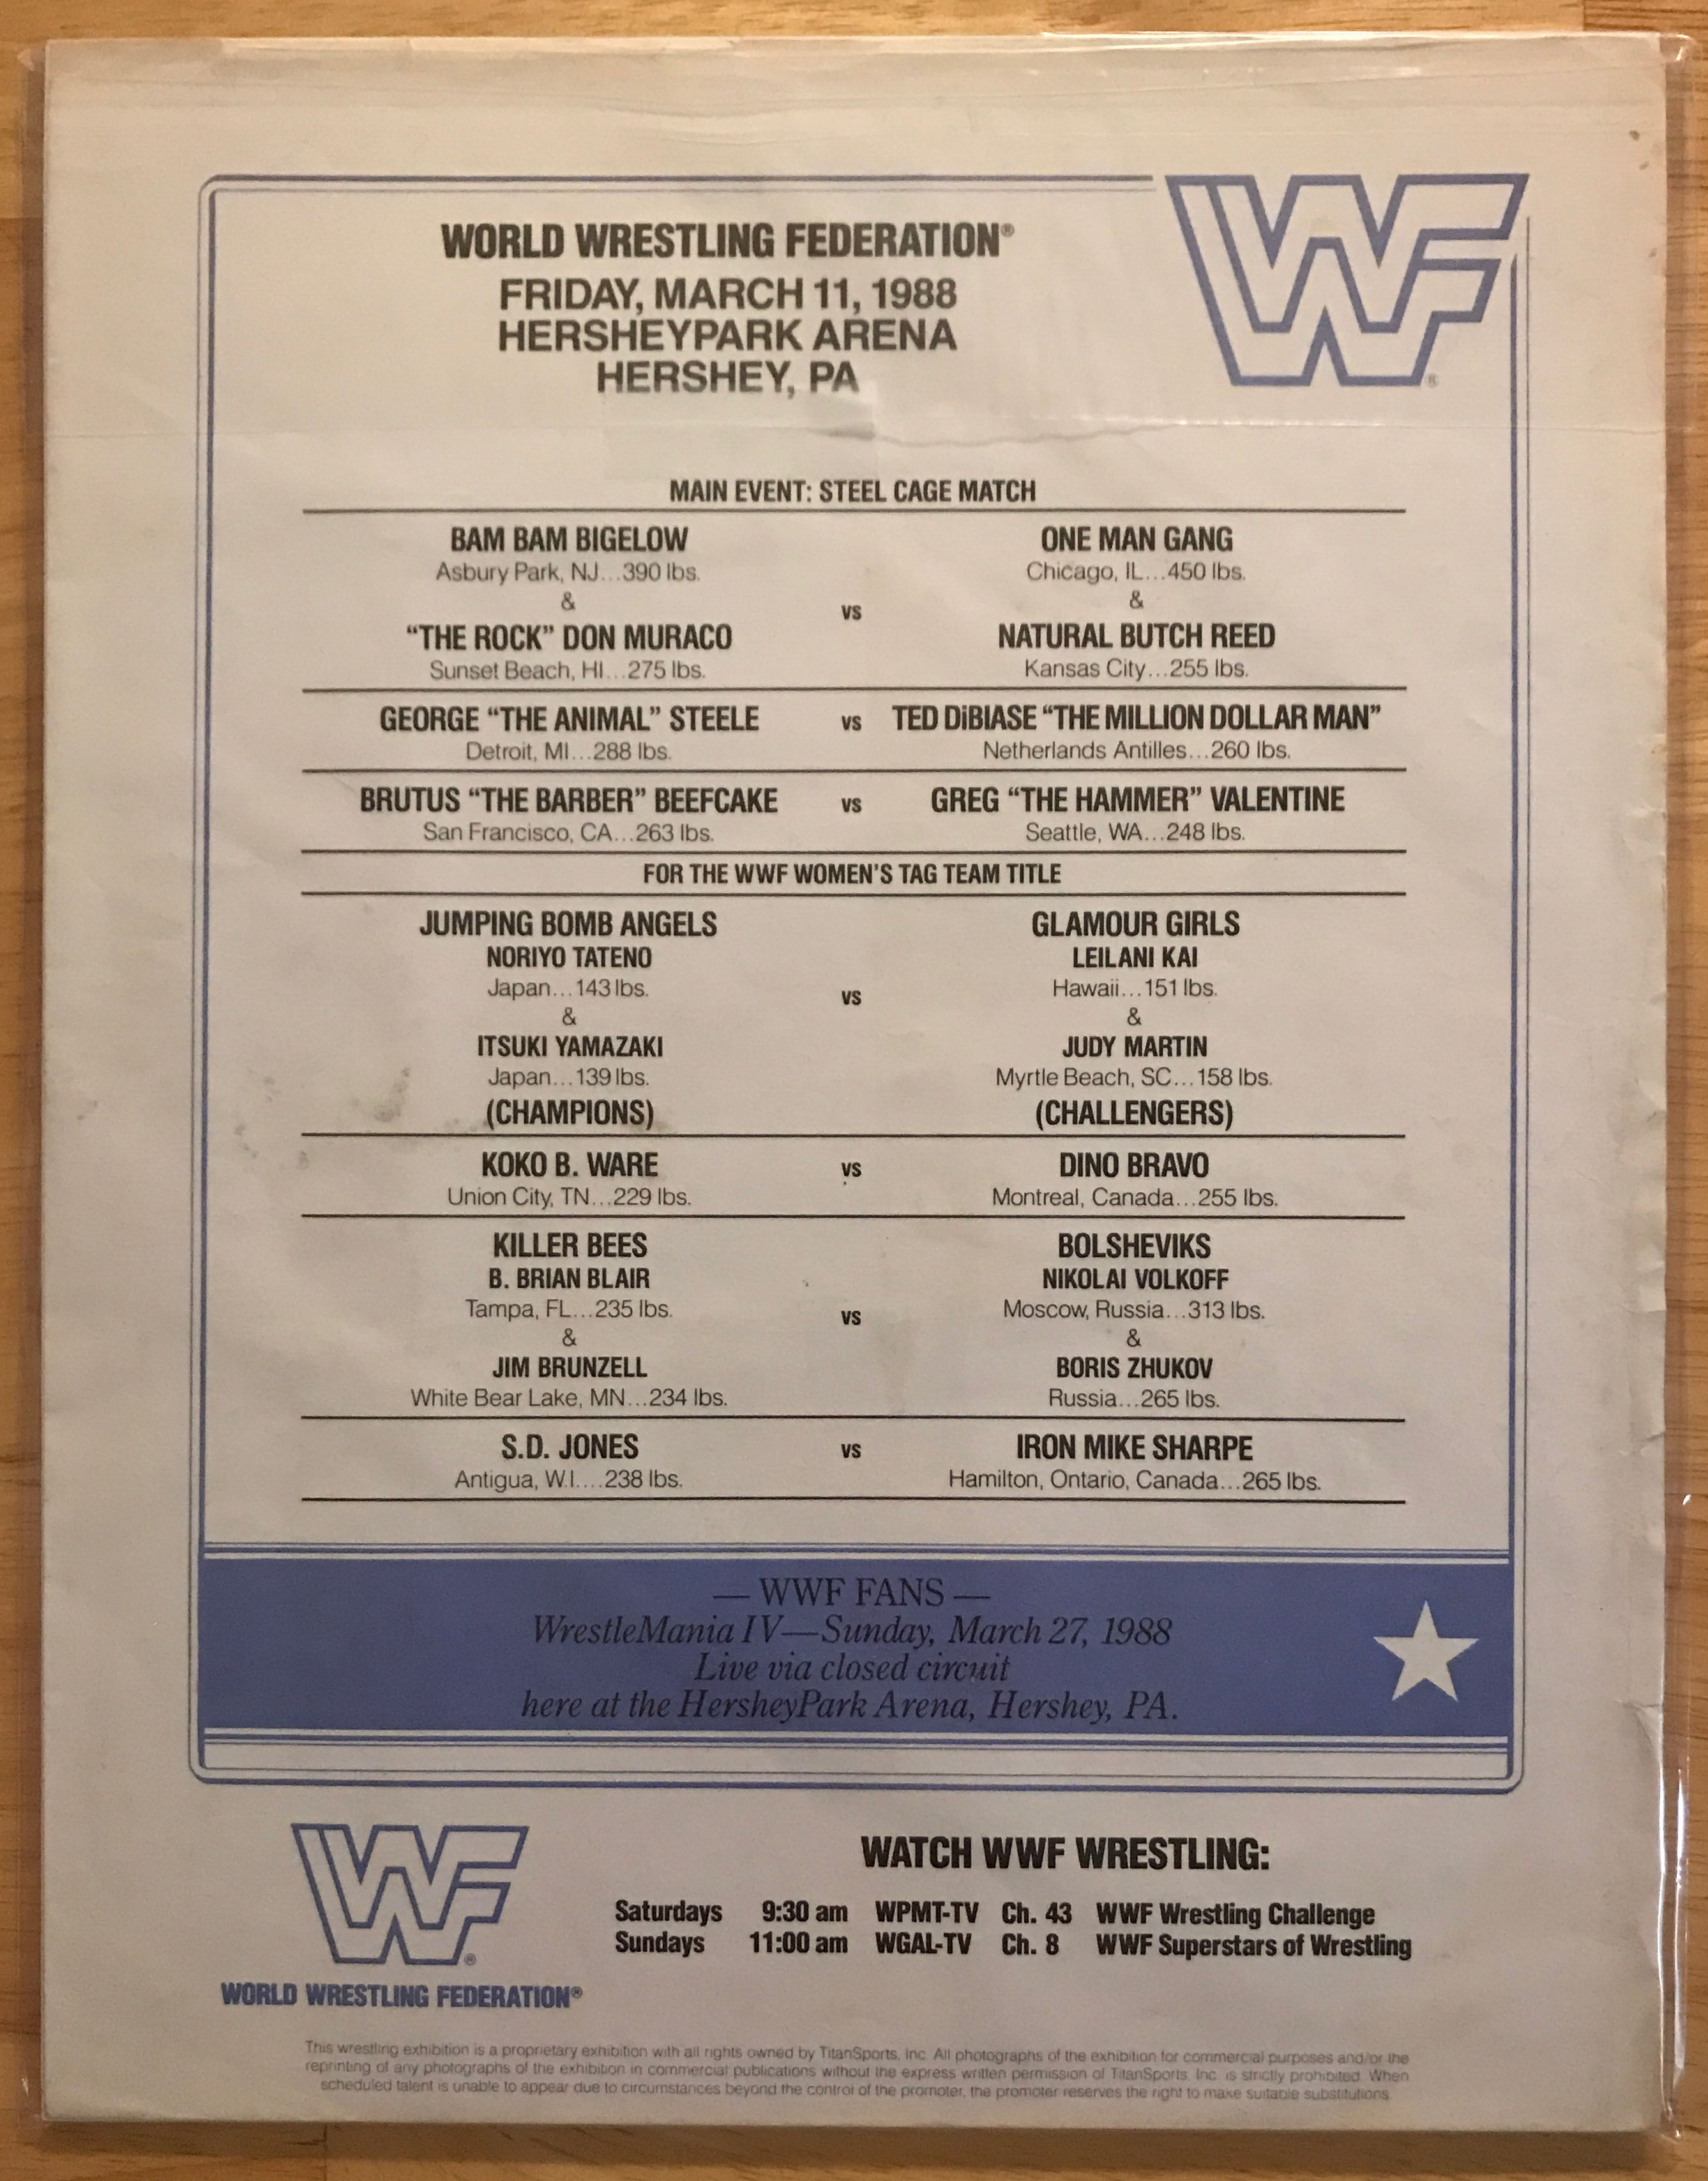 WORLD WRESTLING FEDERATION®
FRIDAY, MARCH 11, 1988
HERSHEYPARK ARENA
HERSHEY, PA
WF®
MAIN EVENT: STEEL CAGE MATCH
BAM BAM BIGELOW
Asbury Park, NJ...390 lbs.
&
"THE ROCK" DON MURACO
Sunset Beach, HI...275 lbs.
vs
ONE MAN GANG
Chicago, IL...450 lbs.
&
NATURAL BUTCH REED
Kansas City...255 lbs.
GEORGE "THE ANIMAL" STEELE vs TED DiBIASE "THE MILLION DOLLAR MAN"
Detroit, MI...288 lbs. Netherlands Antilles...260 lbs.
BRUTUS "THE BARBER" BEEFCAKE vs GREG "THE HAMMER" VALENTINE
San Francisco, CA...263 lbs. Seattle, WA...248 lbs.
FOR THE WWF WOMEN'S TAG TEAM TITLE
JUMPING BOMB ANGELS
NORIYO TATENO
Japan...143 lbs.
&
ITSUKI YAMAZAKI
Japan...139 lbs.
(CHAMPIONS)
vs
GLAMOUR GIRLS
LEILANI KAI
Hawaii...151 lbs.
&
JUDY MARTIN
Myrtle Beach, SC...158 lbs.
(CHALLENGERS)
KOKO B. WARE vs DINO BRAVO
Union City, TN...229 lbs. Montreal, Canada...255 lbs.
KILLER BEES
B. BRIAN BLAIR
Tampa, FL...235 lbs.
&
JIM BRUNZELL
White Bear Lake, MN...234 lbs.
vs
BOLSHEVIKS
NIKOLAI VOLKOFF
Moscow, Russia...313 lbs.
&
BORIS ZHUKOV
Russia...265 lbs.
S.D. JONES vs IRON MIKE SHARPE
Antigua, W.I....238 lbs. Hamilton, Ontario, Canada...265 lbs.
— WWF FANS —
WrestleMania IV—Sunday, March 27, 1988
Live via closed circuit
here at the HersheyPark Arena, Hershey, PA.
WF®
WORLD WRESTLING FEDERATION®
WATCH WWF WRESTLING:
Saturdays 9:30 am WPMT-TV Ch. 43 WWF Wrestling Challenge
Sundays 11:00 am WGAL-TV Ch. 8 WWF Superstars of Wrestling
This wrestling exhibition is a proprietary exhibition with all rights owned by TitanSports, Inc. All photographs of the exhibition for commercial purposes and/or the
reprinting of any photographs of the exhibition in commercial publications without the express written permission of TitanSports, Inc. is strictly prohibited. When
scheduled talent is unable to appear due to circumstances beyond the control of the promoter, the promoter reserves the right to make suitable substitutions.